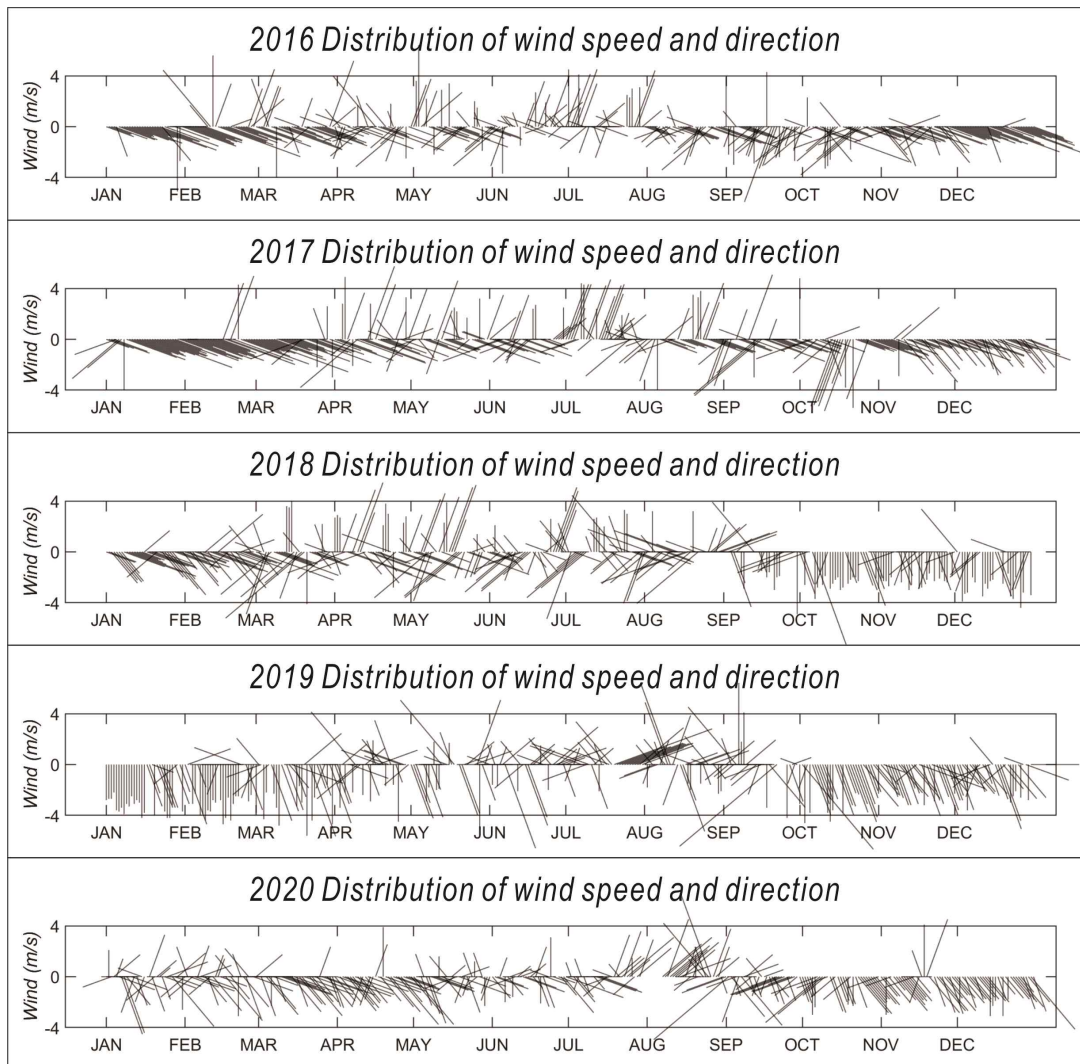 2016 Distribution of wind speed and direction
4
Wind (m/s)
0
-4
JAN FEB MAR APR MAY JUN JUL AUG SEP OCT NOV DEC
2017 Distribution of wind speed and direction
4
Wind (m/s)
0
-4
JAN FEB MAR APR MAY JUN JUL AUG SEP OCT NOV DEC
2018 Distribution of wind speed and direction
4
Wind (m/s)
0
-4
JAN FEB MAR APR MAY JUN JUL AUG SEP OCT NOV DEC
2019 Distribution of wind speed and direction
4
Wind (m/s)
0
-4
JAN FEB MAR APR MAY JUN JUL AUG SEP OCT NOV DEC
2020 Distribution of wind speed and direction
4
Wind (m/s)
0
-4
JAN FEB MAR APR MAY JUN JUL AUG SEP OCT NOV DEC